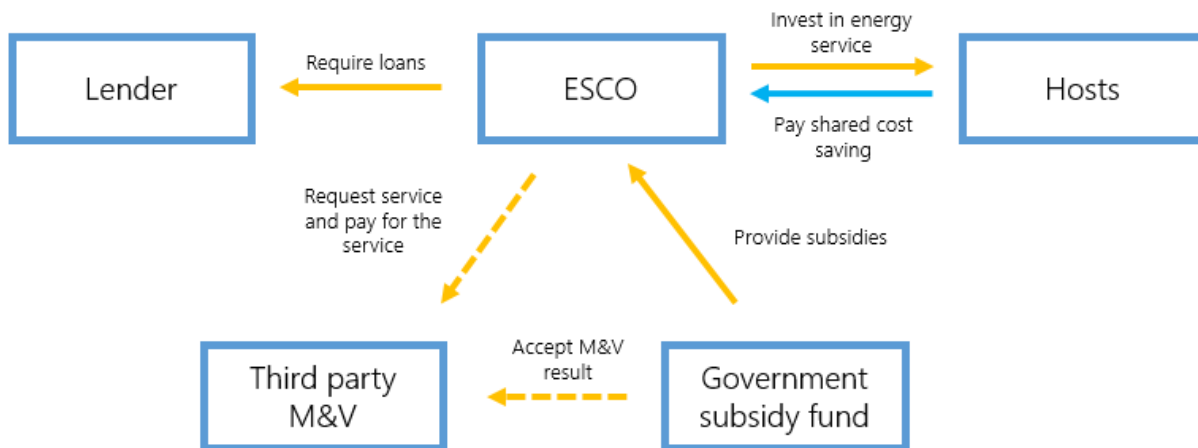 Invest in energy
service
Require loans
Lender
ESCO
Hosts
Pay shared cost
saving
Request service
and pay for the
service
Provide subsidies
Accept M&V
result
Third party
M&V
Government
subsidy fund